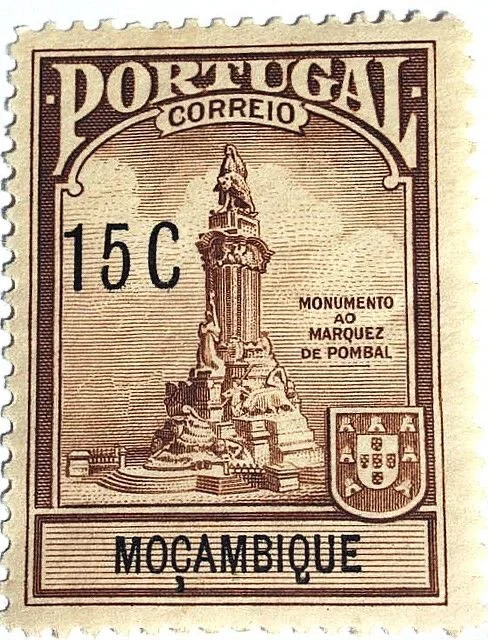 PORTUGAL
CORREIO
15 C
MONUMENTO
AO
MARQUEZ
DE POMBAL
MOÇAMBIQUE